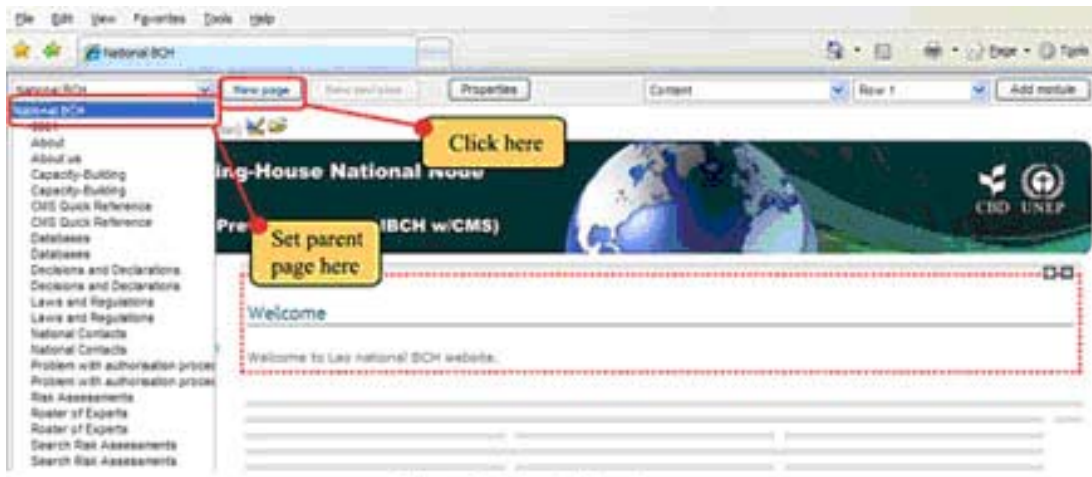 File Edit View Favorites Tools Help
National BCH
Page Tools
National BCH New page Properties Content Row 1 Add module
National BCH
About
About us
Capacity-Building
Capacity-Building
CMS Quick Reference
CMS Quick Reference
Databases
Databases
Decisions and Declarations
Decisions and Declarations
Laws and Regulations
Laws and Regulations
National Contacts
National Contacts
Problem with authorisation proces
Problem with authorisation proces
Risk Assessments
Roster of Experts
Roster of Experts
Search Risk Assessments
Search Risk Assessments
Click here
Set parent
page here
ing-House National Node
Pre
IBCH w/CMS)
CBD UNEP
Welcome
Welcome to Lao national BCH website.